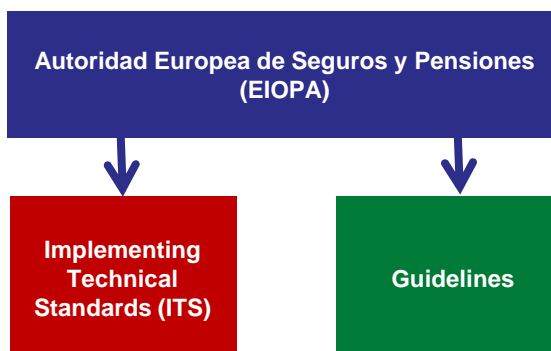 Autoridad Europea de Seguros y Pensiones
(EIOPA)
Implementing
Technical
Standards (ITS)
Guidelines